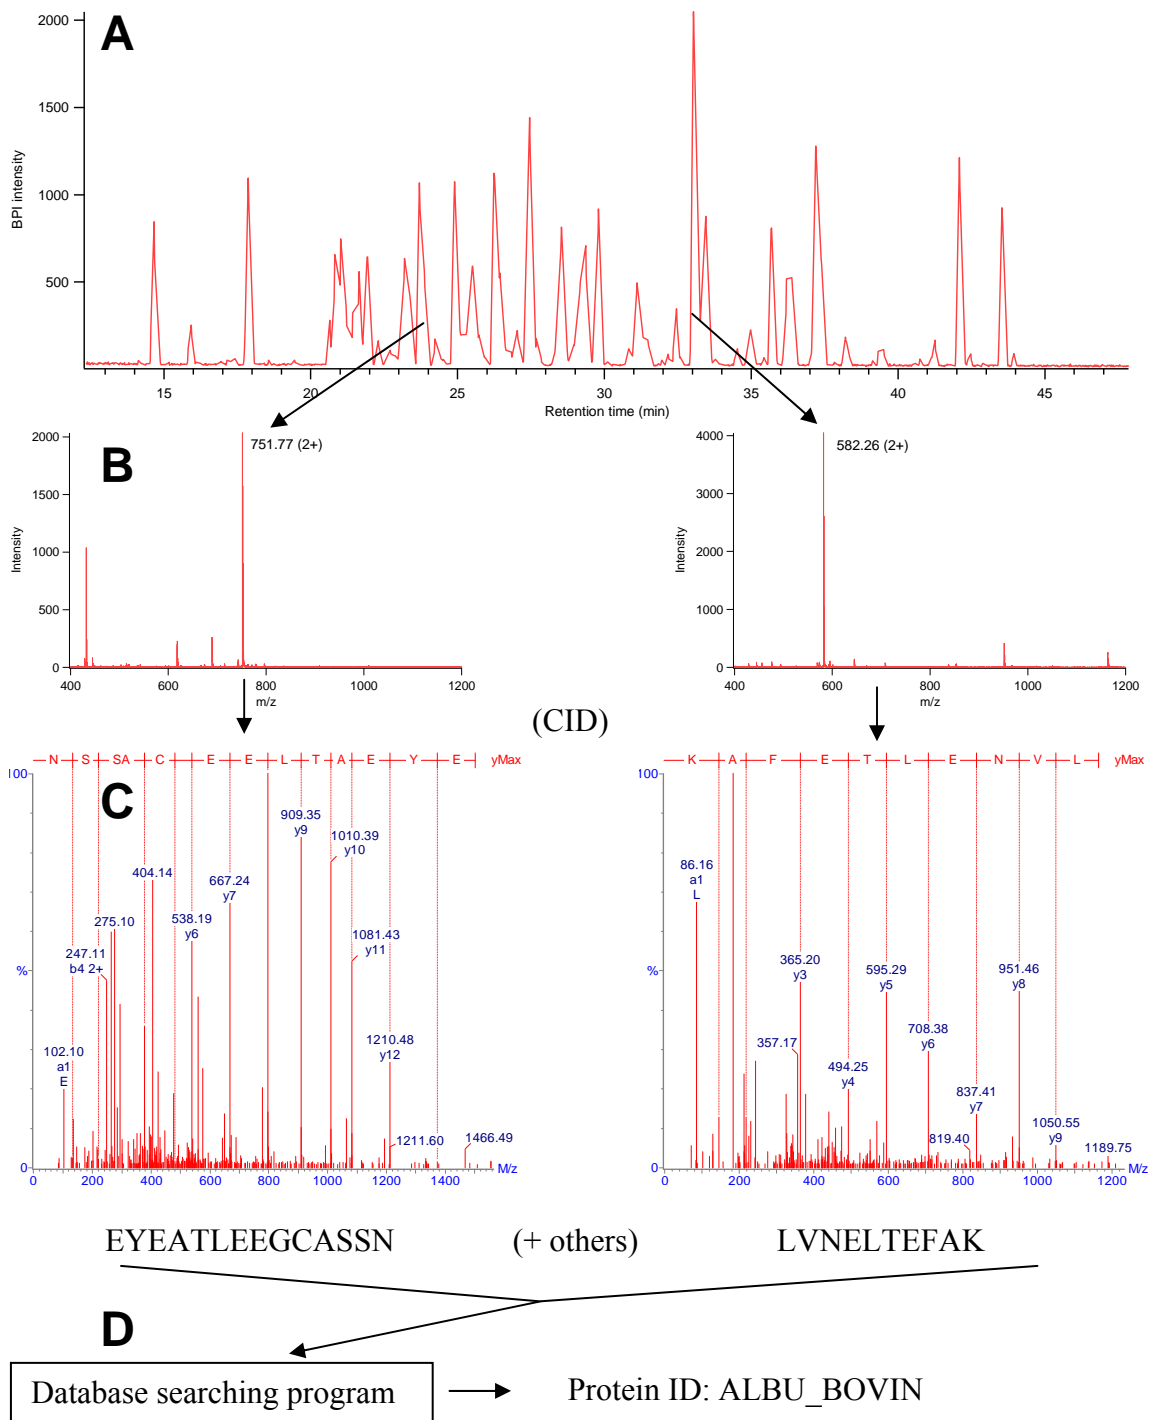 A
2000
1500
1000
500
BPI intensity
15 20 25 30 35 40 45
Retention time (min)
B
2000
1500
1000
500
0
Intensity
751.77 (2+)
400 600 800 1000 1200
m/z
4000
3000
2000
1000
0
Intensity
582.26 (2+)
400 600 800 1000 1200
m/z
(CID)
N S SA C E E L T A E Y E yMax
C
100
%
0
909.35
y9
1010.39
y10
404.14
667.24
y7
275.10
538.19
y6
1081.43
y11
247.11
b4 2+
1210.48
y12
102.10
a1
E
1211.60
1466.49
0 200 400 600 800 1000 1200 1400 M/z
K A F E T L E N V L yMax
100
%
0
86.16
a1
L
365.20
y3
595.29
y5
951.46
y8
357.17
708.38
y6
494.25
y4
837.41
y7
819.40
1050.55
y9
1189.75
0 200 400 600 800 1000 1200 M/z
EYEATLEEGCASSN (+ others) LVNELTEFAK
D
Database searching program Protein ID: ALBU_BOVIN